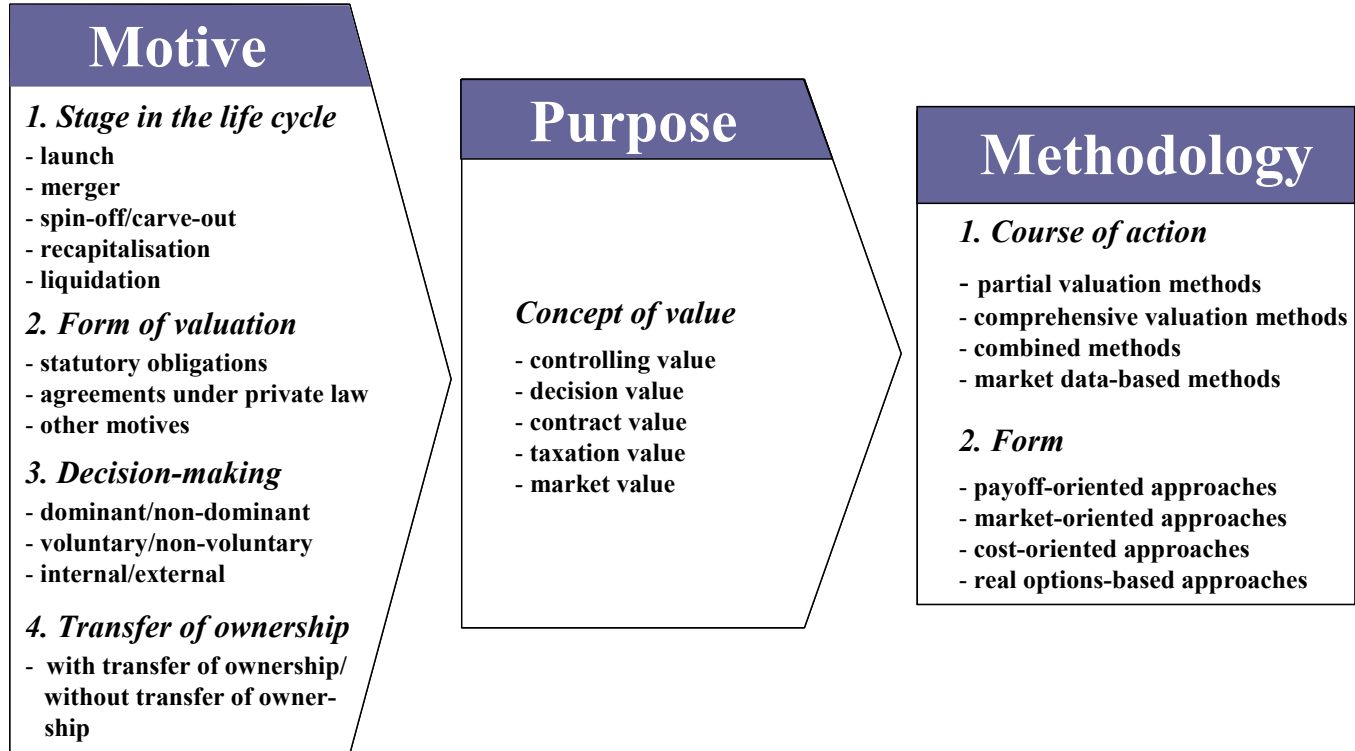 Motive
1. Stage in the life cycle
- launch
- merger
- spin-off/carve-out
- recapitalisation
- liquidation
2. Form of valuation
- statutory obligations
- agreements under private law
- other motives
3. Decision-making
- dominant/non-dominant
- voluntary/non-voluntary
- internal/external
4. Transfer of ownership
- with transfer of ownership/
without transfer of owner-
ship
Purpose
Concept of value
- controlling value
- decision value
- contract value
- taxation value
- market value
Methodology
1. Course of action
- partial valuation methods
- comprehensive valuation methods
- combined methods
- market data-based methods
2. Form
- payoff-oriented approaches
- market-oriented approaches
- cost-oriented approaches
- real options-based approaches